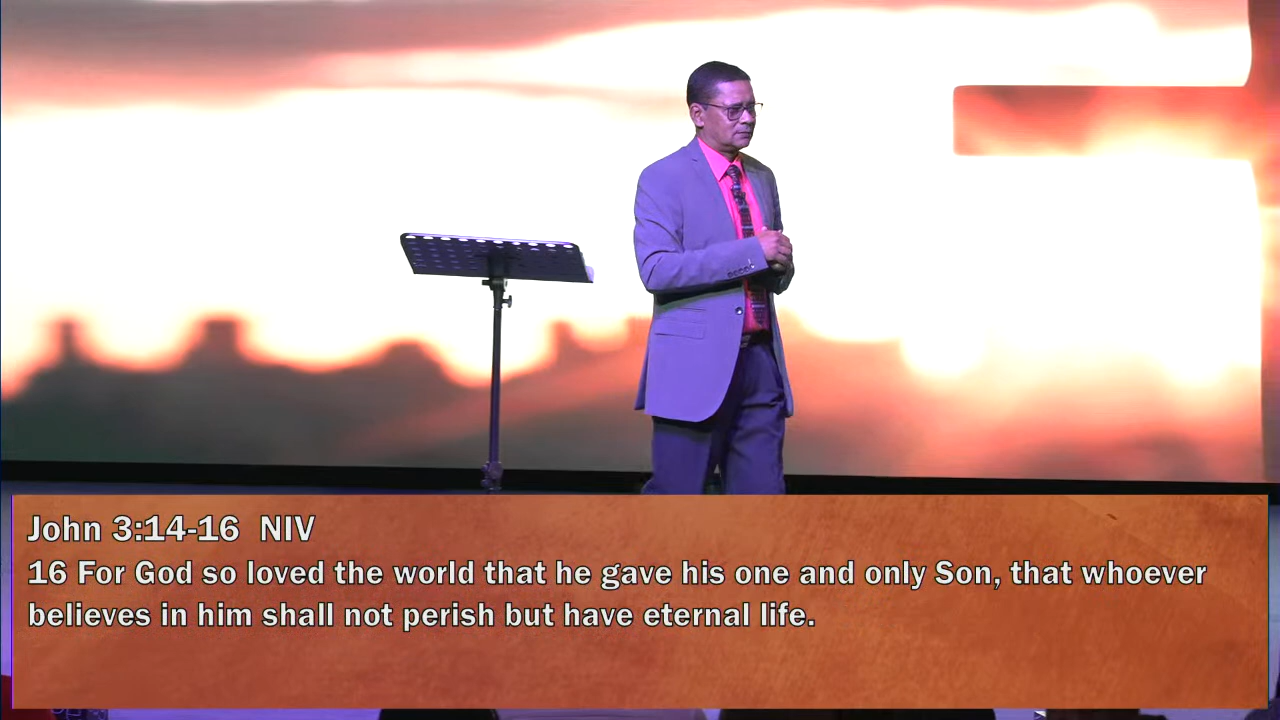 John 3:14-16 NIV
16 For God so loved the world that he gave his one and only Son, that whoever
believes in him shall not perish but have eternal life.